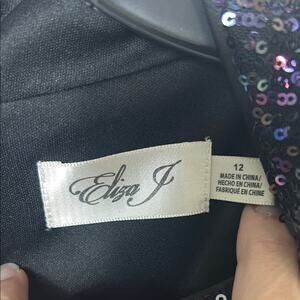 Eliza J
12
MADE IN CHINA/
HECHO EN CHINA/
FABRIQUÉ EN CHINE